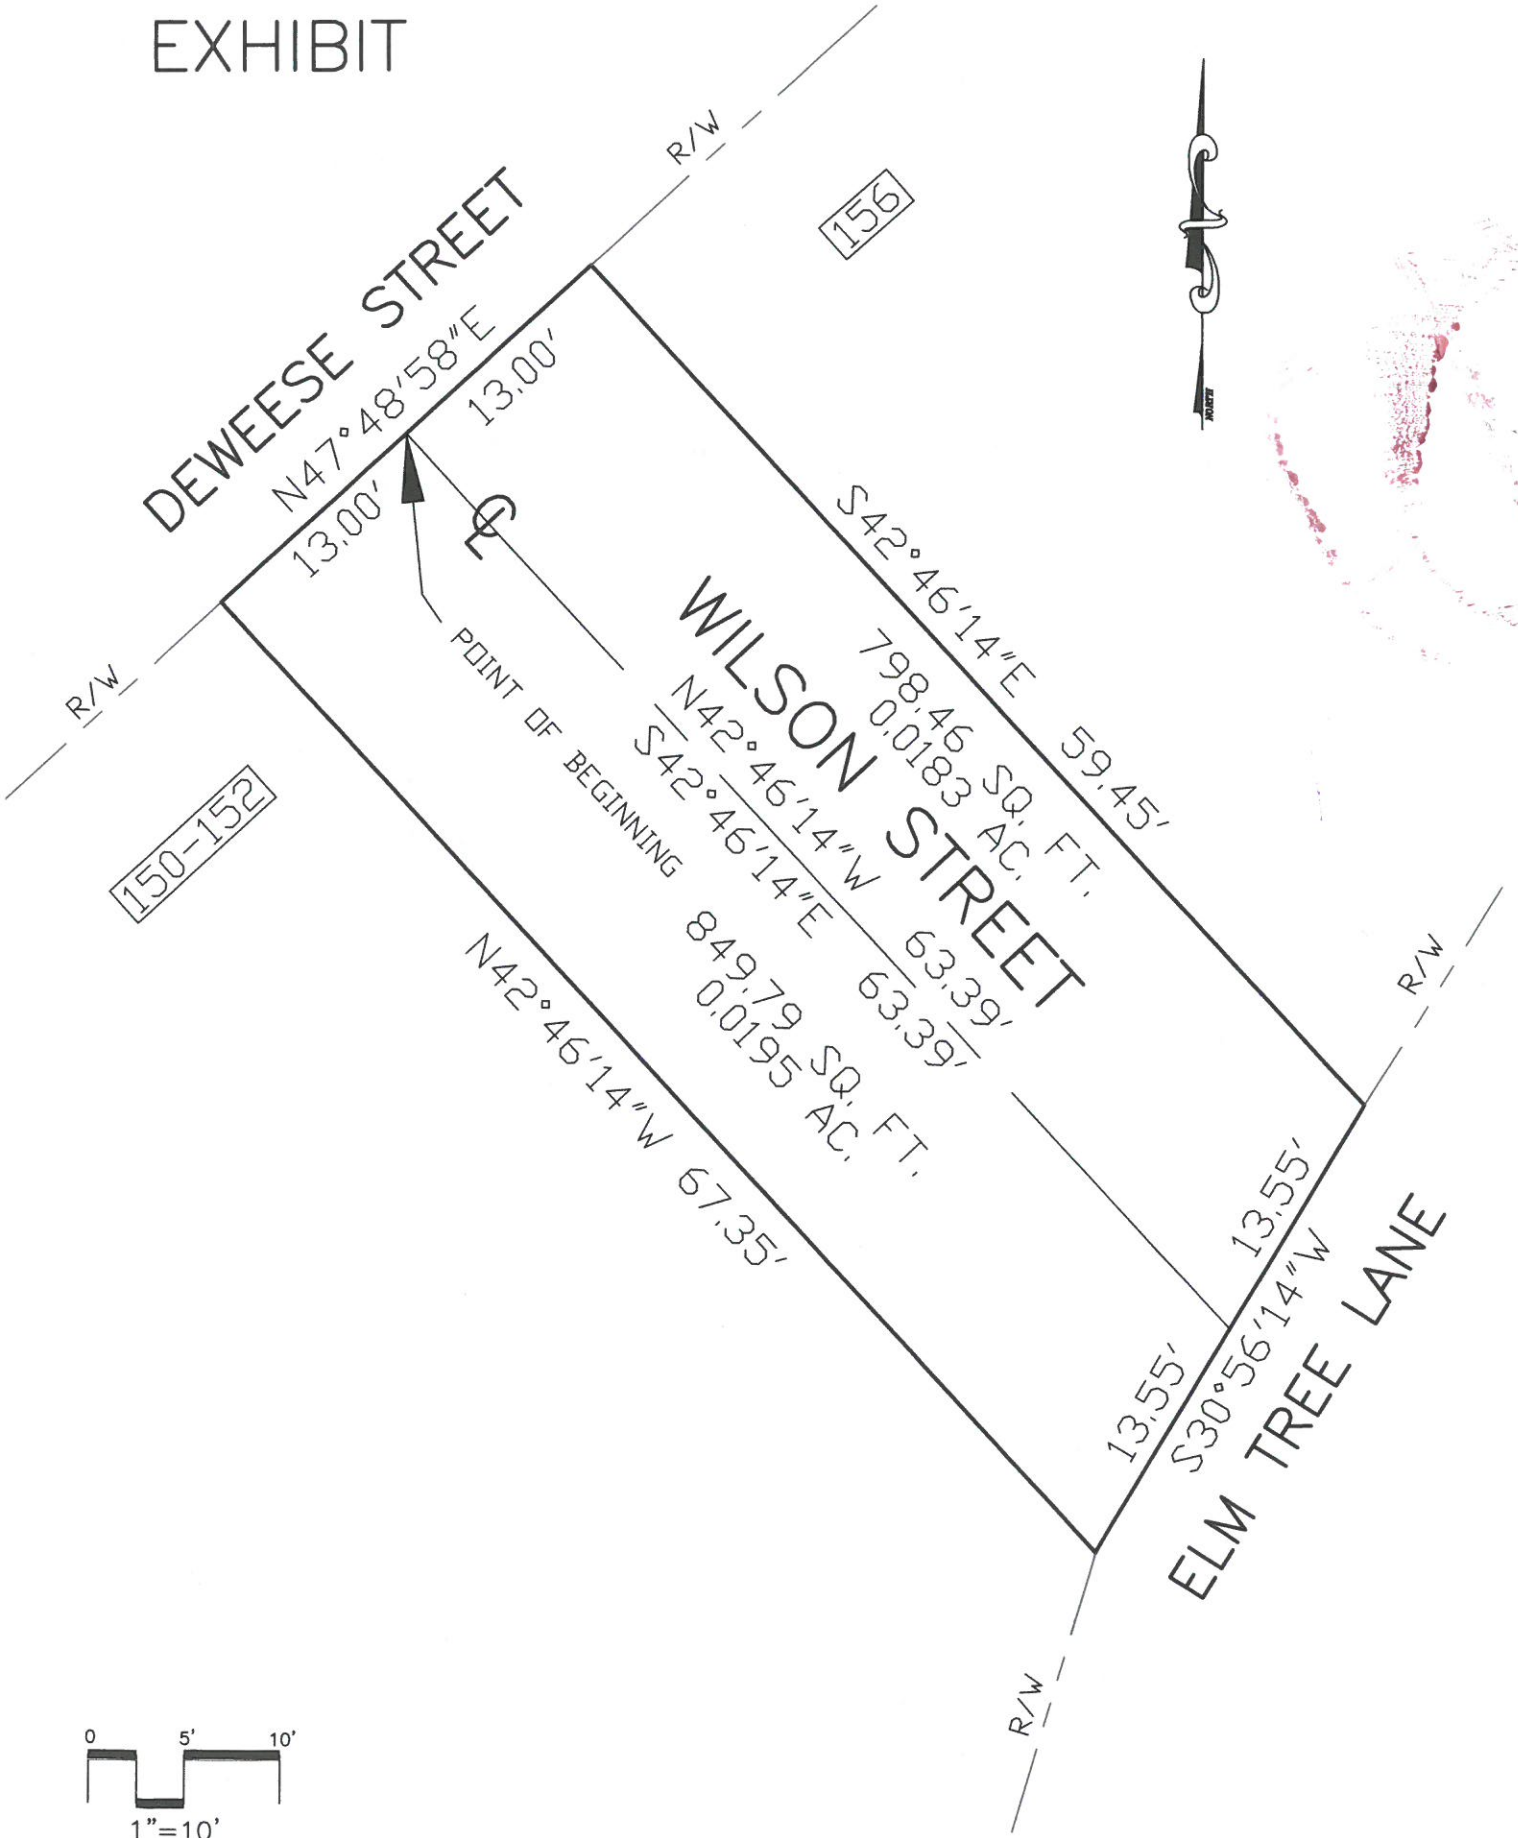 EXHIBIT
R/W
156
DEWEESE STREET
N47°48'58"E
13.00'
13.00'
NORTH
℄
POINT OF BEGINNING
S42°46'14"E 59.45'
WILSON STREET
798.46 SQ. FT.
0.0183 AC.
N42°46'14"W 63.39'
S42°46'14"E 63.39'
849.79 SQ. FT.
0.0195 AC.
R/W
150-152
N42°46'14"W 67.35'
R/W
13.55'
13.55'
S30°56'14"W
ELM TREE LANE
R/W
0 5' 10'
1"=10'